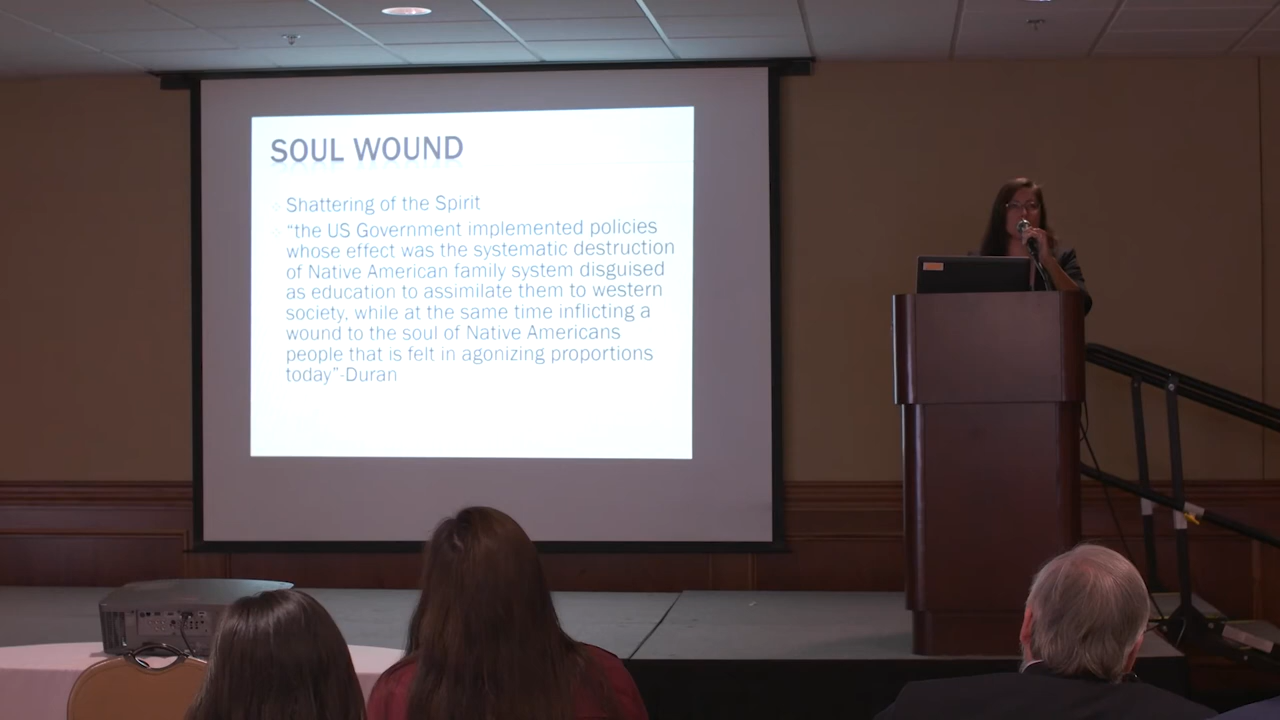 SOUL WOUND
Shattering of the Spirit
“the US Government implemented policies
whose effect was the systematic destruction
of Native American family system disguised
as education to assimilate them to western
society, while at the same time inflicting a
wound to the soul of Native Americans
people that is felt in agonizing proportions
today”-Duran